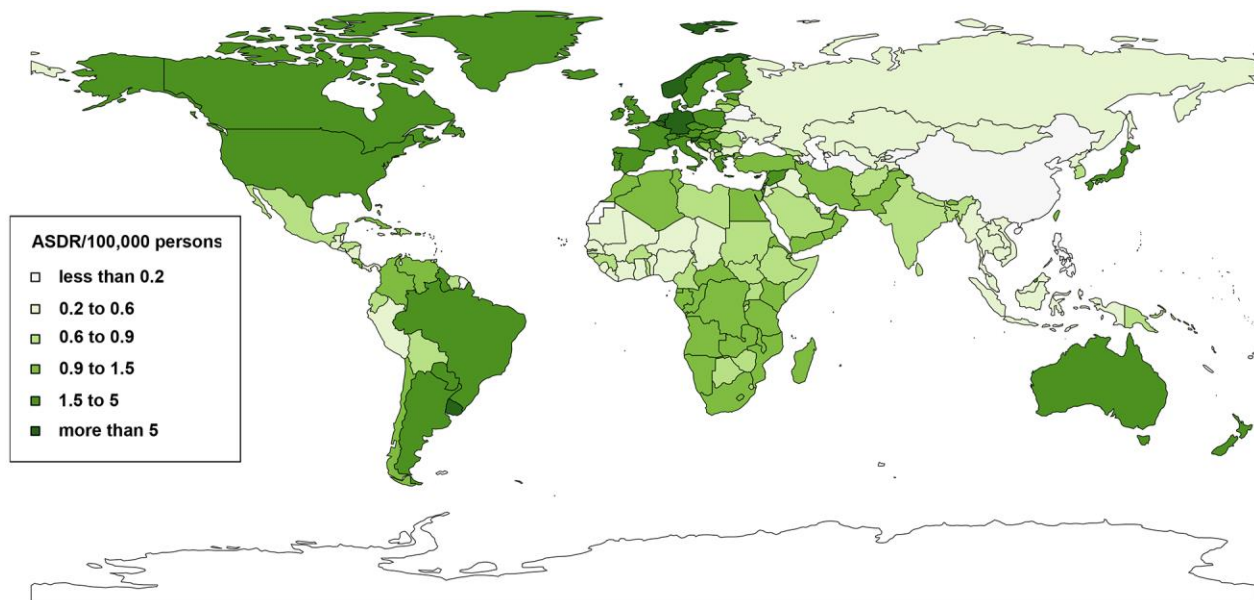 ASDR/100,000 persons
less than 0.2
0.2 to 0.6
0.6 to 0.9
0.9 to 1.5
1.5 to 5
more than 5